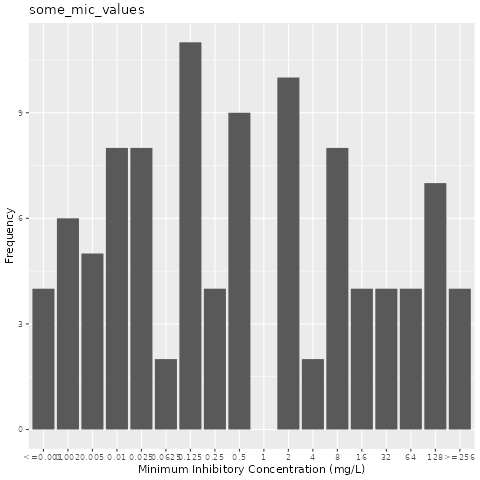 some_mic_values
Frequency
9
6
3
0
<=0.001 0.002 0.005 0.01 0.025 0.0625 0.125 0.25 0.5 1 2 4 8 16 32 64 128 >=256
Minimum Inhibitory Concentration (mg/L)